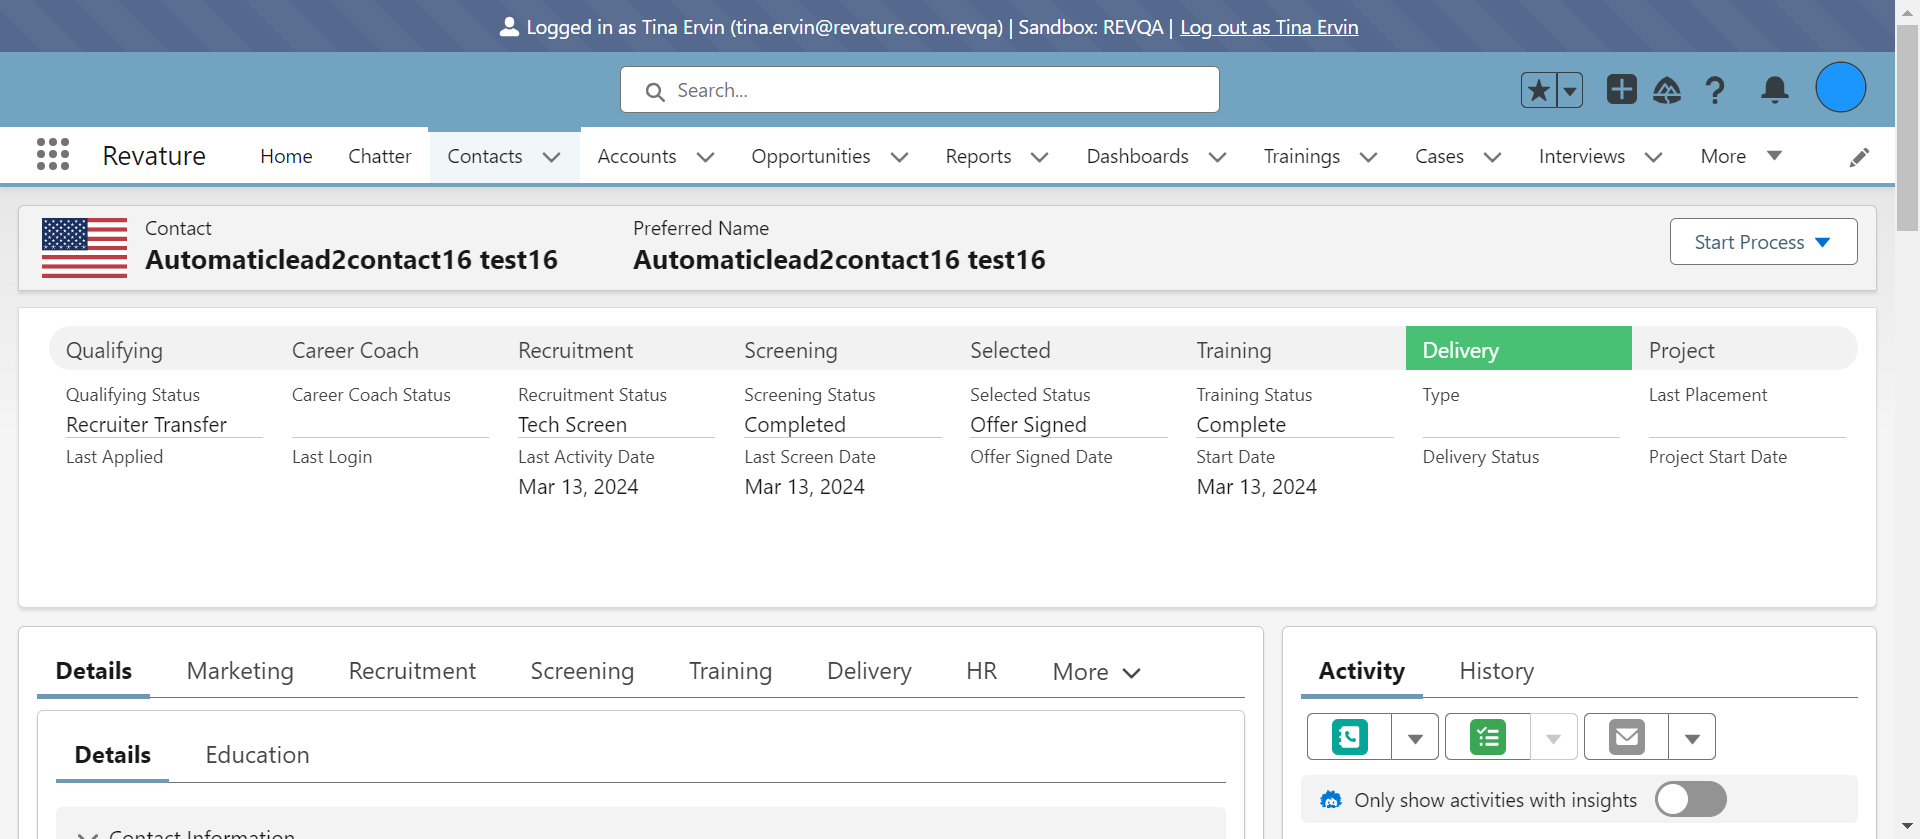 Logged in as Tina Ervin (tina.ervin@revature.com.revqa) | Sandbox: REVQA | Log out as Tina Ervin
Search...
Revature Home Chatter Contacts Accounts Opportunities Reports Dashboards Trainings Cases Interviews More
Contact Preferred Name
Automaticlead2contact16 test16 Automaticlead2contact16 test16
Start Process
Qualifying Career Coach Recruitment Screening Selected Training Delivery Project
Qualifying Status Career Coach Status Recruitment Status Screening Status Selected Status Training Status Type Last Placement
Recruiter Transfer Tech Screen Completed Offer Signed Complete
Last Applied Last Login Last Activity Date Last Screen Date Offer Signed Date Start Date Delivery Status Project Start Date
Mar 13, 2024 Mar 13, 2024 Mar 13, 2024
Details Marketing Recruitment Screening Training Delivery HR More
Activity History
Details Education
Only show activities with insights
Contact Information